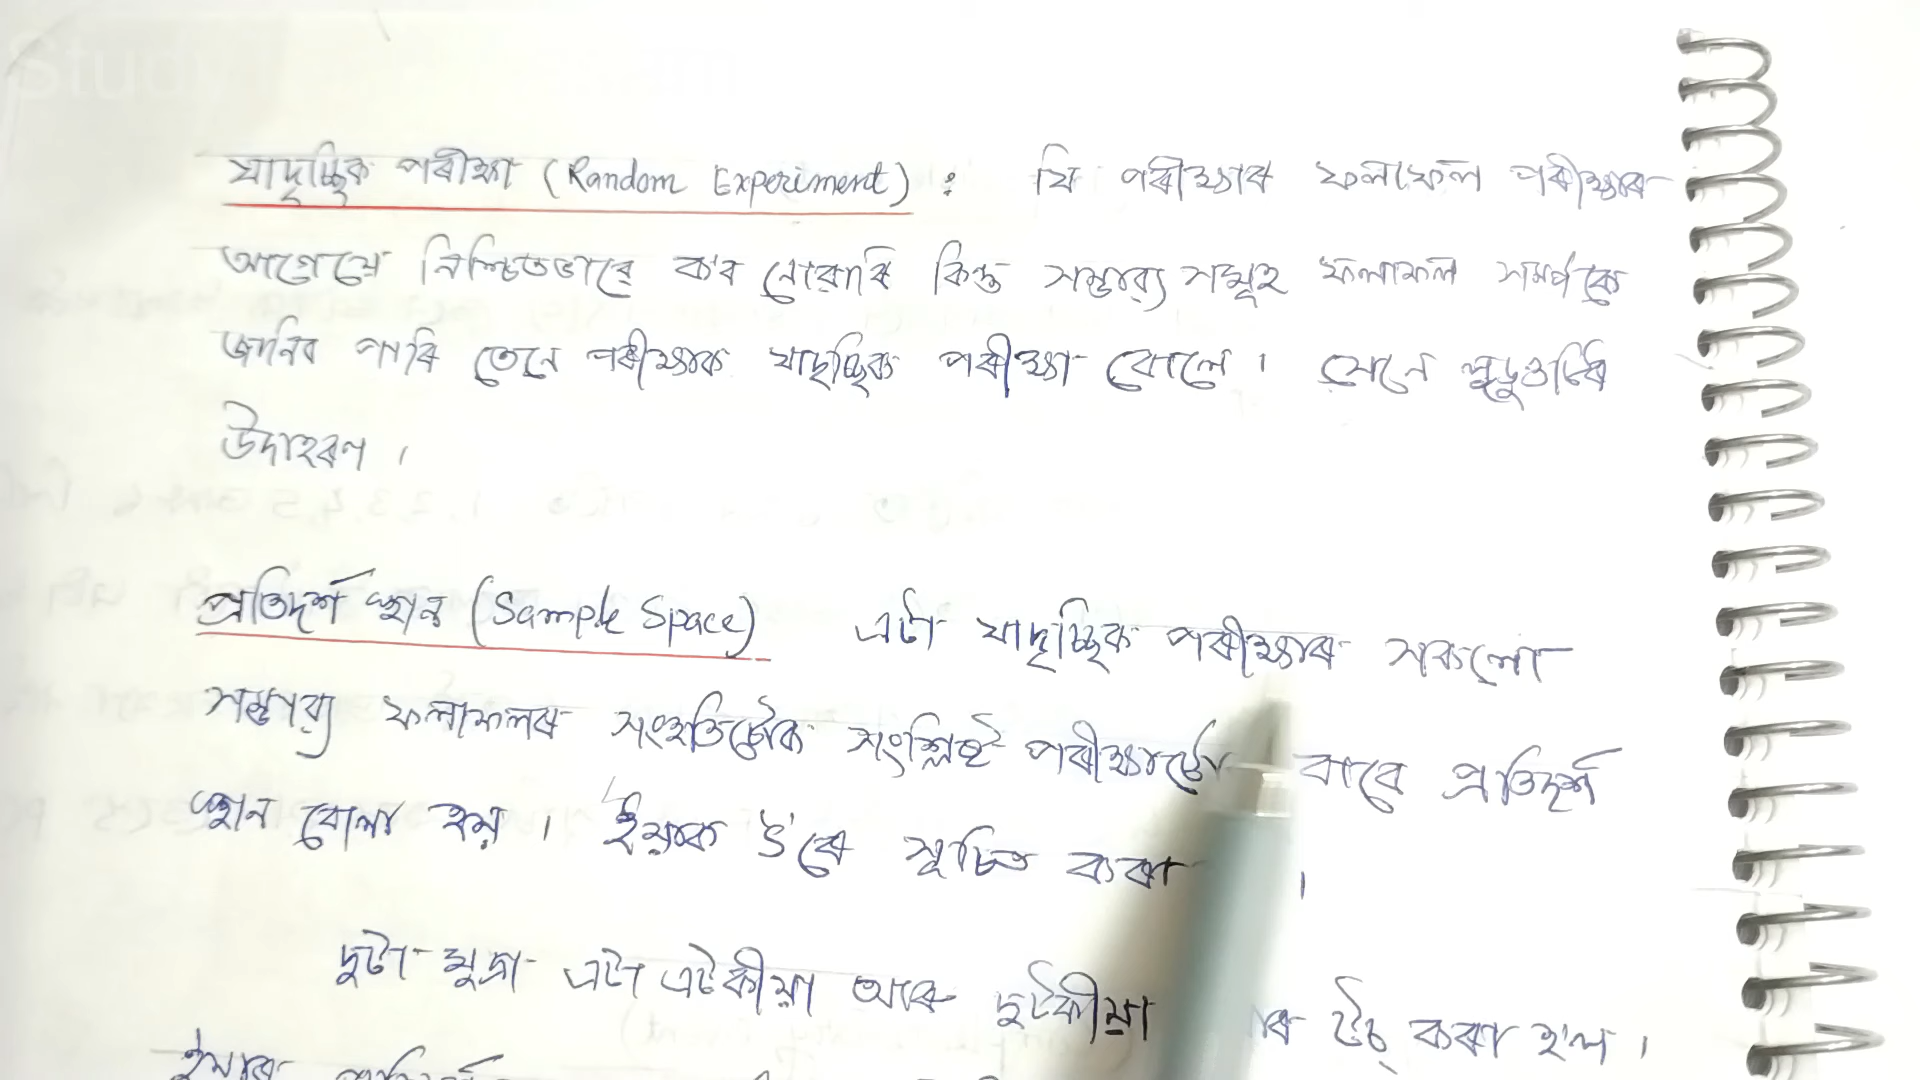 Study
যাদৃচ্ছিক পৰীক্ষা (Random Experiment) : যি পৰীক্ষাৰ ফলাফল পৰীক্ষাৰ
আগেয়ে নিশ্চিতভাৱে ক'ব নোৱাৰি কিন্তু সম্ভাব্য সমূহ ফলাফল সম্পৰ্কে
জানিব পাৰি তেনে পৰীক্ষাক যাদৃচ্ছিক পৰীক্ষা বোলে । যেনে লুডুগুটিৰ
উদাহৰণ ।
প্ৰতিদৰ্শ স্থান (Sample Space) এটা যাদৃচ্ছিক পৰীক্ষাৰ সকলো
সম্ভাব্য ফলাফলৰ সংহতিটোক সংশ্লিষ্ট পৰীক্ষাটো বাবে প্ৰতিদৰ্শ
স্থান বোলা হয় । ইয়াক S ৰে সূচিত কৰা ।
দুটা মুদ্ৰা এটা এটকীয়া আৰু দুটকীয়া টচ্ কৰা হ'ল ।
ইয়াৰ